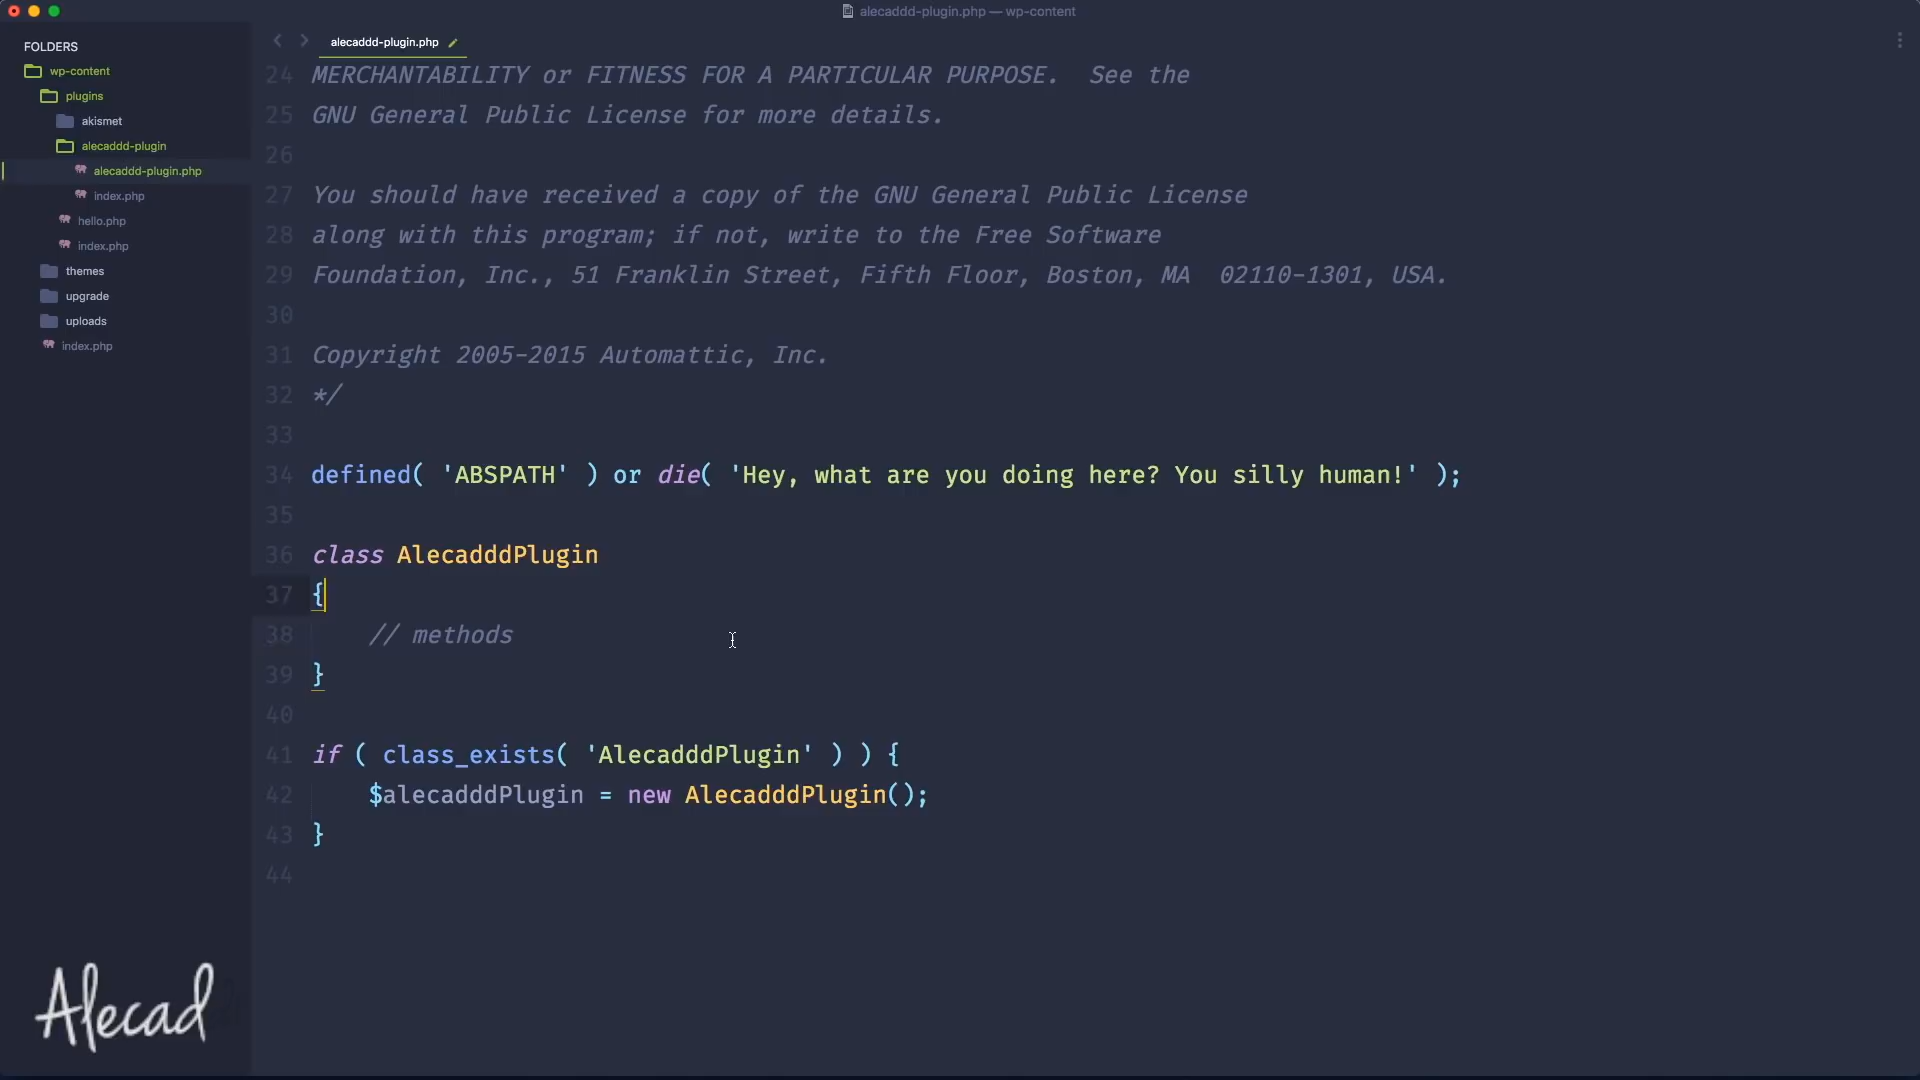 alecaddd-plugin.php — wp-content
FOLDERS
wp-content
plugins
akismet
alecaddd-plugin
alecaddd-plugin.php
index.php
hello.php
index.php
themes
upgrade
uploads
index.php
alecaddd-plugin.php
24 MERCHANTABILITY or FITNESS FOR A PARTICULAR PURPOSE.  See the
25 GNU General Public License for more details.
26
27 You should have received a copy of the GNU General Public License
28 along with this program; if not, write to the Free Software
29 Foundation, Inc., 51 Franklin Street, Fifth Floor, Boston, MA  02110-1301, USA.
30
31 Copyright 2005-2015 Automattic, Inc.
32 */
33
34 defined( 'ABSPATH' ) or die( 'Hey, what are you doing here? You silly human!' );
35
36 class AlecadddPlugin
37 {
38     // methods
39 }
40
41 if ( class_exists( 'AlecadddPlugin' ) ) {
42     $alecadddPlugin = new AlecadddPlugin();
43 }
44
Alecad